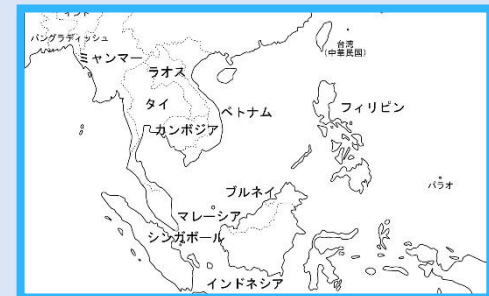 インド
バングラディッシュ
ミャンマー
台湾
(中華民国)
ラオス
タイ
ベトナム
フィリピン
カンボジア
ブルネイ
パラオ
マレーシア
シンガポール
インドネシア